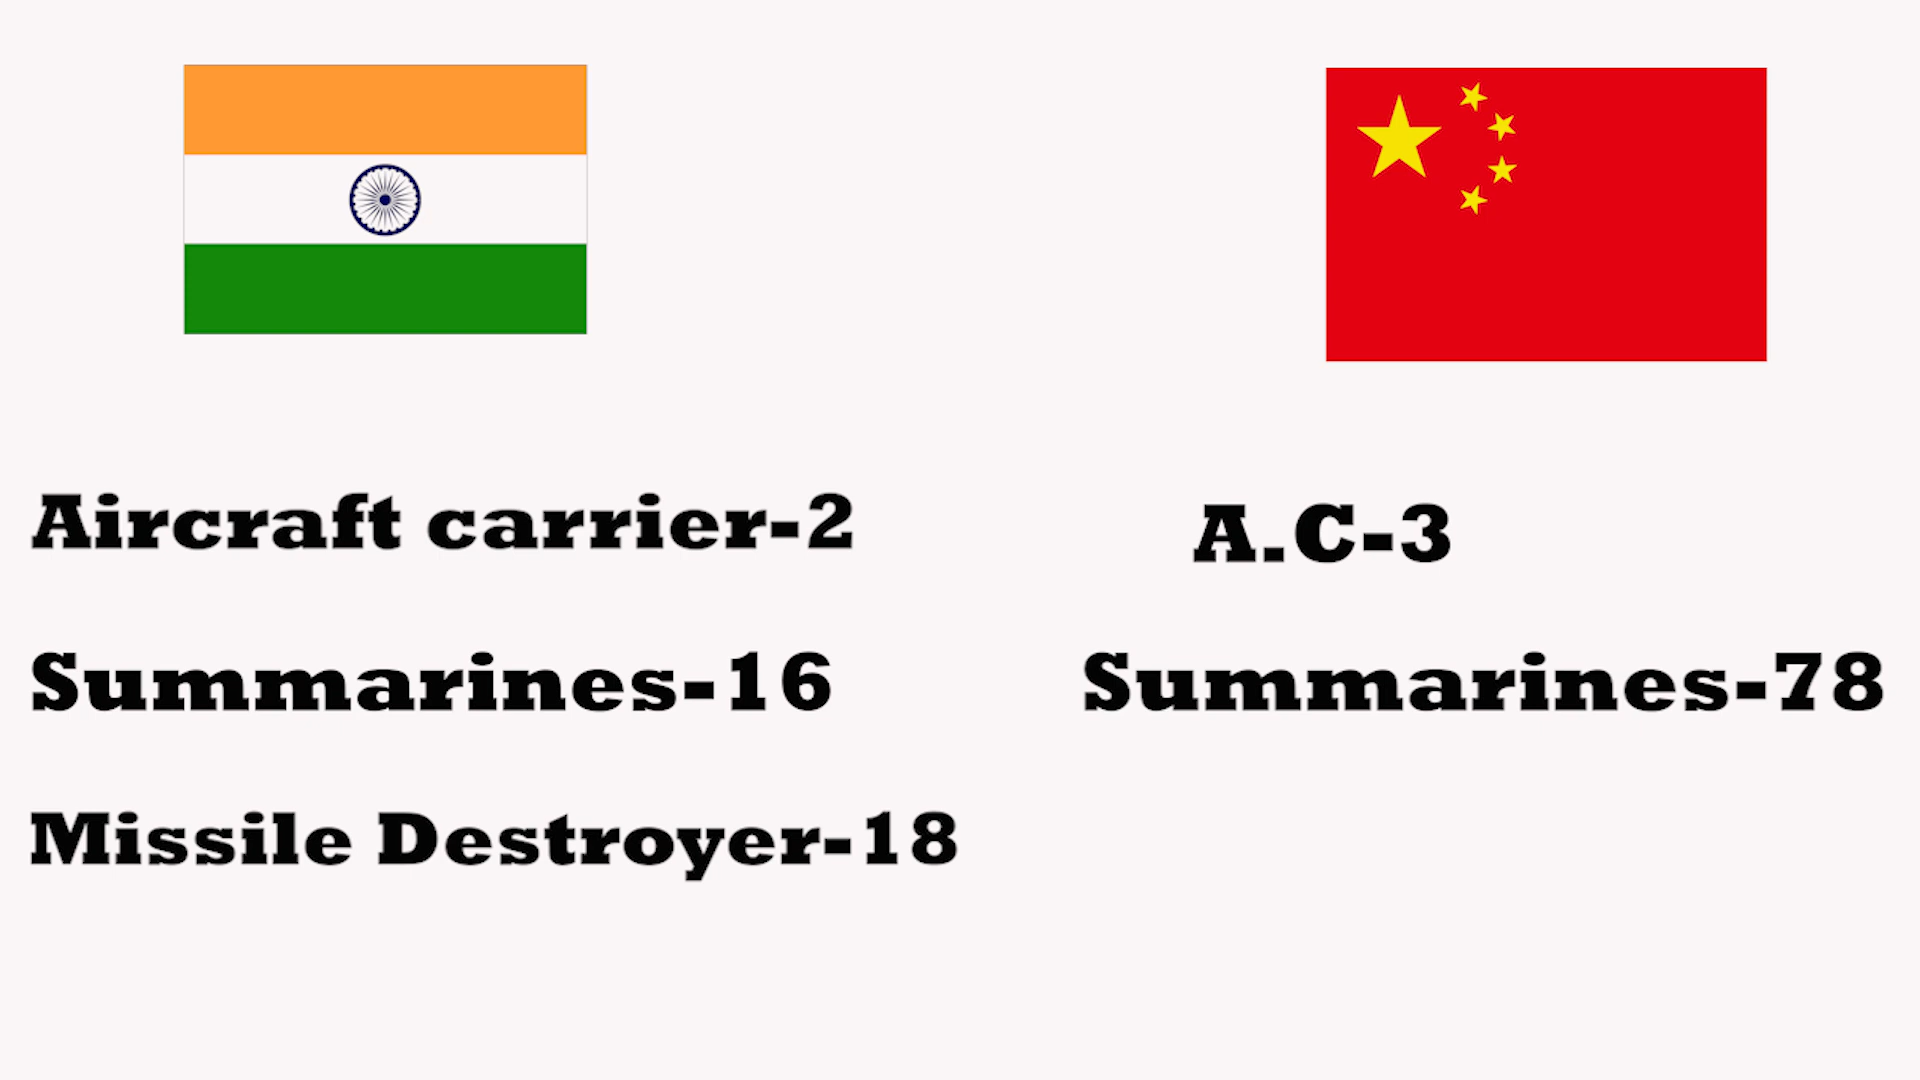 Aircraft carrier-2
A.C-3
Summarines-16
Summarines-78
Missile Destroyer-18